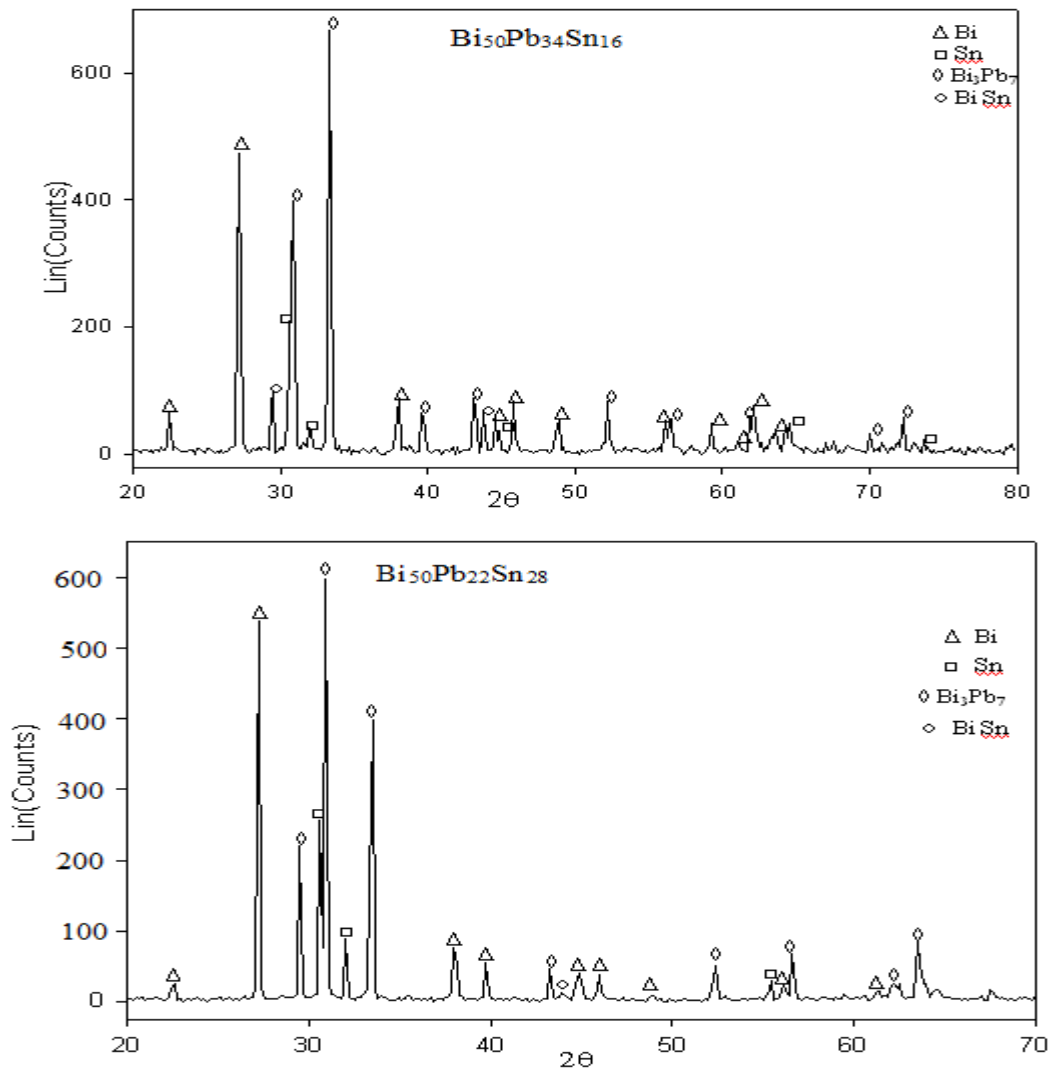 Bi₅₀Pb₃₄Sn₁₆
Bi
Sn
Bi₃Pb₇
Bi Sn
Lin(Counts)
600
400
200
0
20 30 40 50 60 70 80
2θ
Bi₅₀Pb₂₂Sn₂₈
Bi
Sn
Bi₃Pb₇
Bi Sn
Lin(Counts)
600
500
400
300
200
100
0
20 30 40 50 60 70
2θ